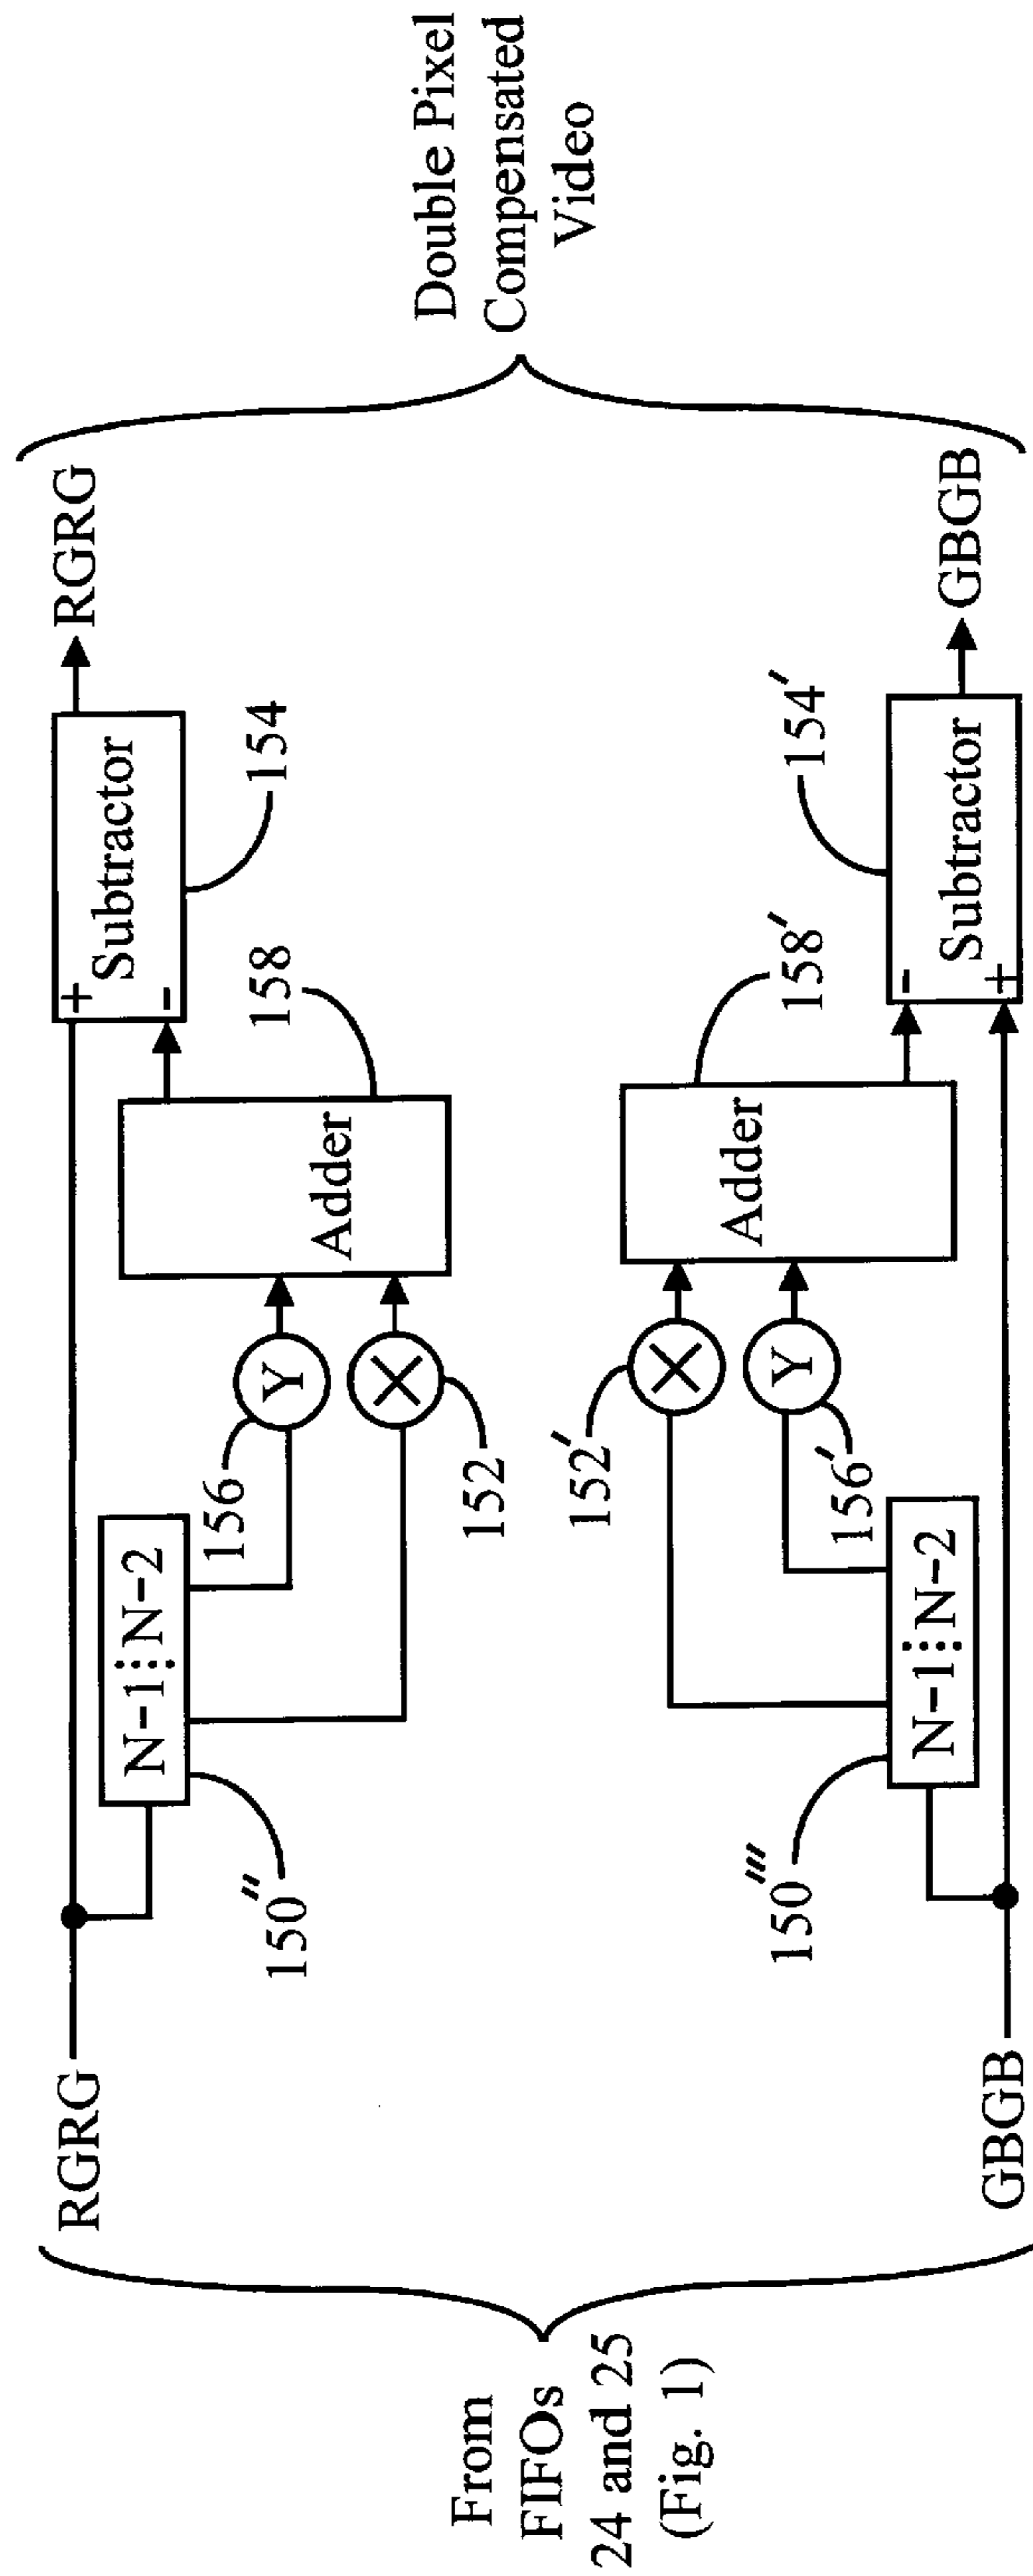 From
FIFOs
24 and 25
(Fig. 1)
RGRG
150''
N-1 N-2
156
Y
152
Adder
158
+
-
Subtractor
154
RGRG
GBGB
150'''
N-1 N-2
152'
156'
Y
Adder
158'
-
+
Subtractor
154'
GBGB
Double Pixel
Compensated
Video